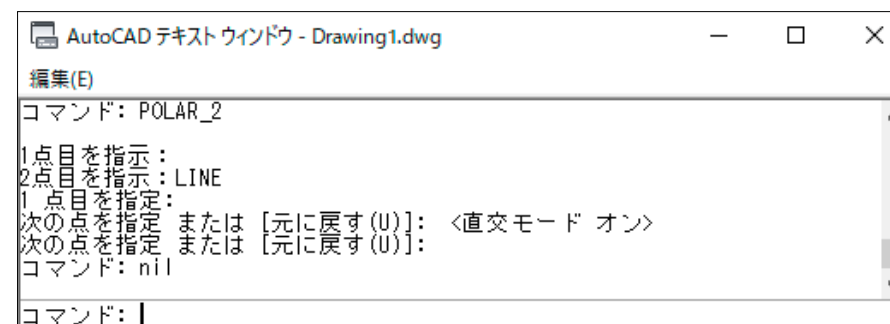 AutoCAD テキスト ウィンドウ - Drawing1.dwg
編集(E)
コマンド: POLAR_2
1点目を指示：
2点目を指示：LINE
1 点目を指定:
次の点を指定 または [元に戻す(U)]:  <直交モード オン>
次の点を指定 または [元に戻す(U)]:
コマンド: nil
コマンド: